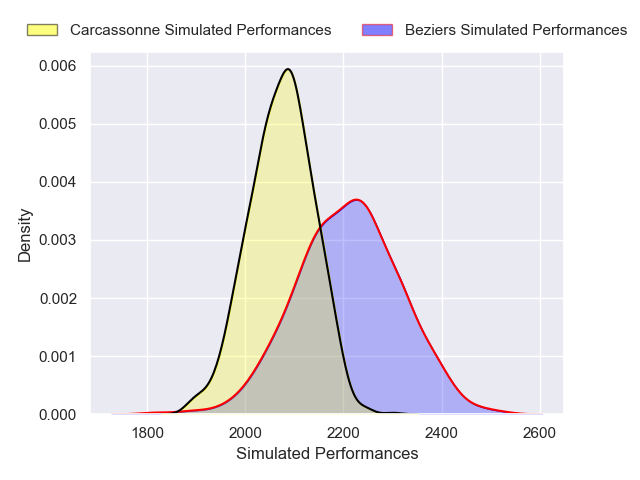 Carcassonne Simulated Performances Beziers Simulated Performances
0.006
0.005
0.004
0.003
0.002
0.001
0.000
Density
1800 2000 2200 2400 2600
Simulated Performances